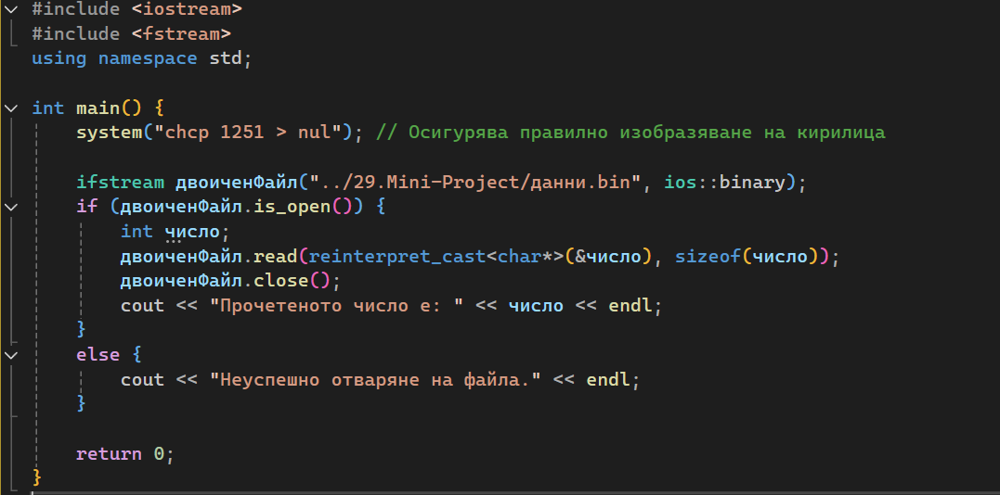 #include <iostream>
#include <fstream>
using namespace std;
int main() {
system("chcp 1251 > nul"); // Осигурява правилно изобразяване на кирилица
ifstream двоиченФайл("../29.Mini-Project/данни.bin", ios::binary);
if (двоиченФайл.is_open()) {
int число;
двоиченФайл.read(reinterpret_cast<char*>(&число), sizeof(число));
двоиченФайл.close();
cout << "Прочетеното число е: " << число << endl;
}
else {
cout << "Неуспешно отваряне на файла." << endl;
}
return 0;
}